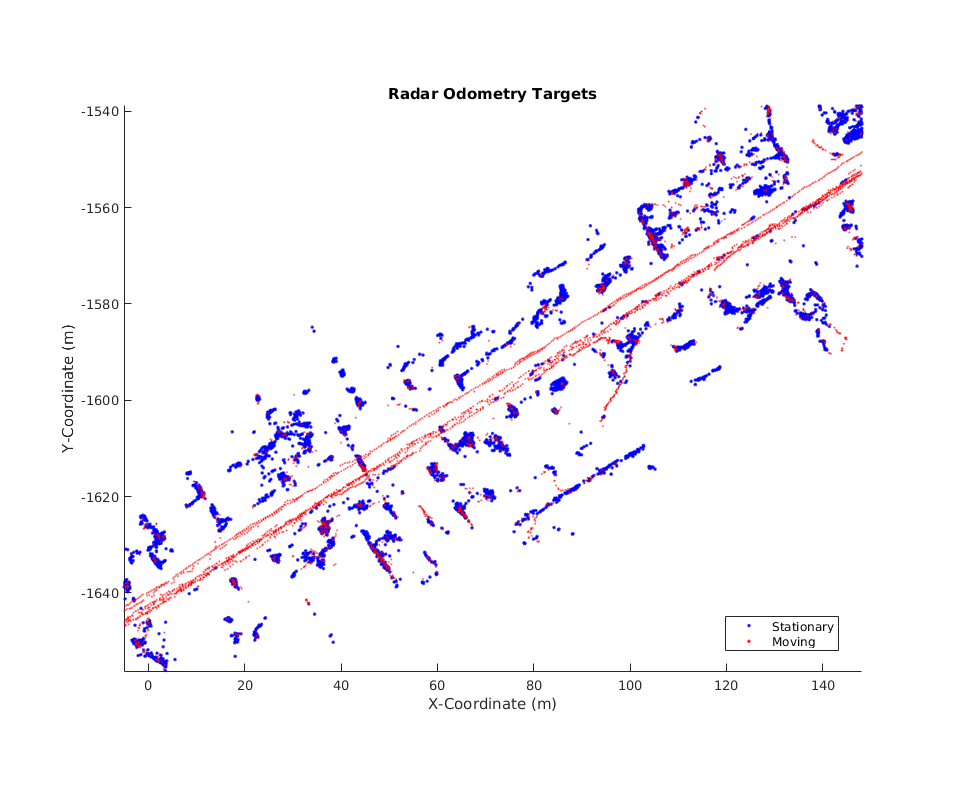 Radar Odometry Targets
-1540
-1560
-1580
-1600
-1620
-1640
Y-Coordinate (m)
0 20 40 60 80 100 120 140
X-Coordinate (m)
Stationary
Moving